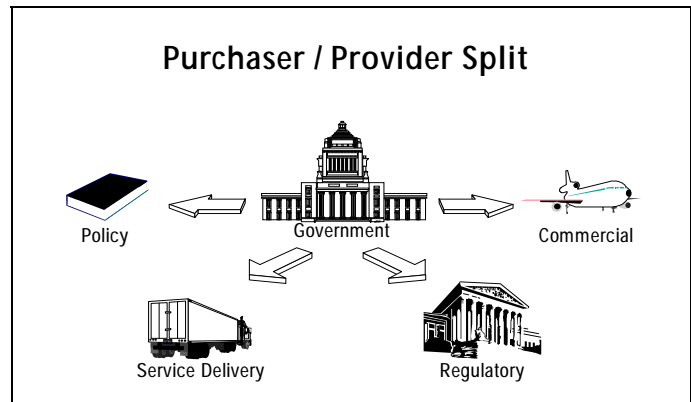 Purchaser / Provider Split
Government
Policy
Commercial
Service Delivery
Regulatory